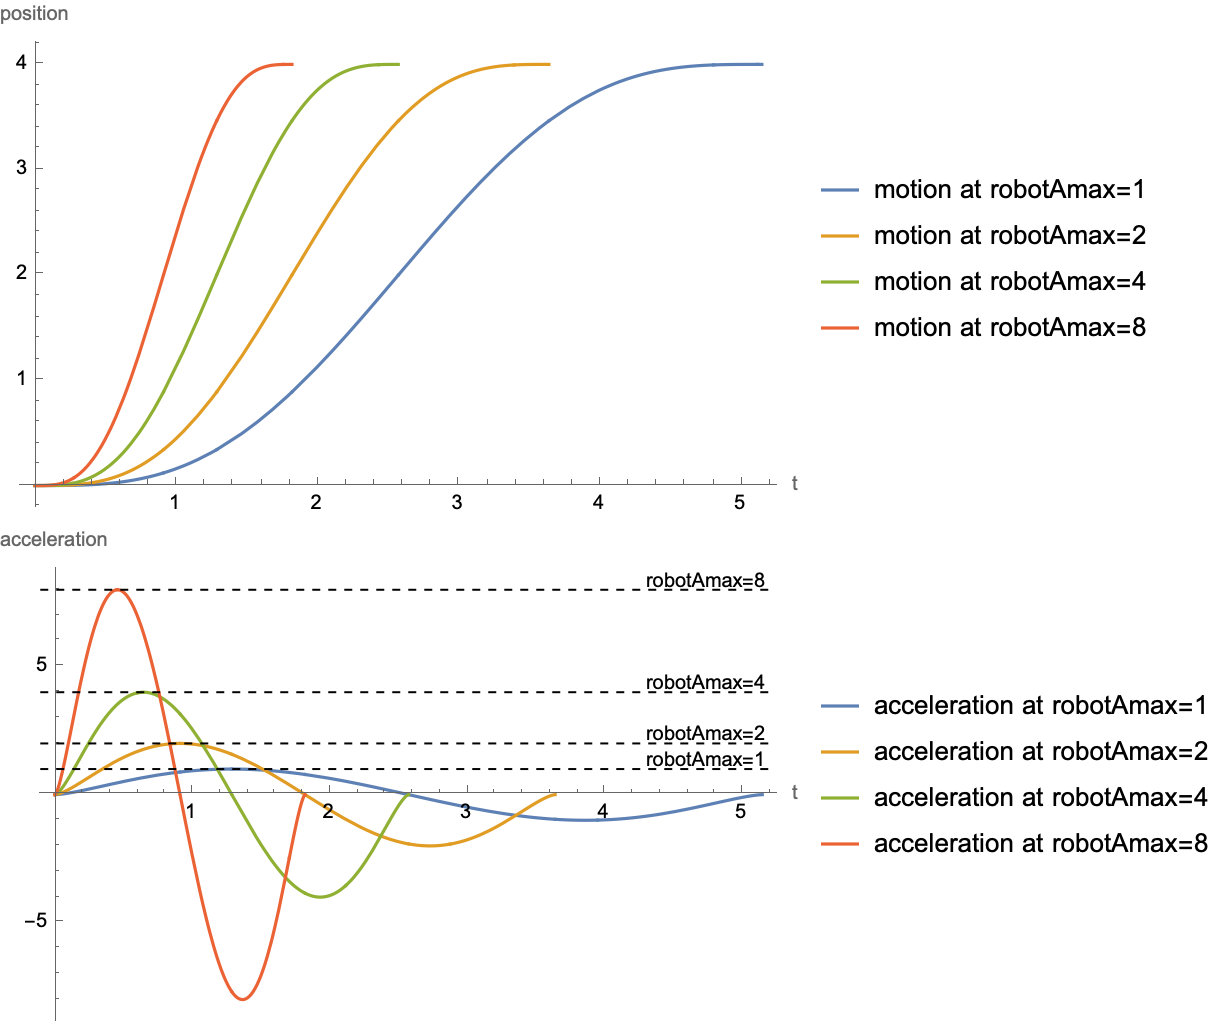 position
4
3
2
1
1 2 3 4 5 t
motion at robotAmax=1
motion at robotAmax=2
motion at robotAmax=4
motion at robotAmax=8
acceleration
robotAmax=8
5
robotAmax=4
robotAmax=2
robotAmax=1
1 2 3 4 5 t
−5
acceleration at robotAmax=1
acceleration at robotAmax=2
acceleration at robotAmax=4
acceleration at robotAmax=8